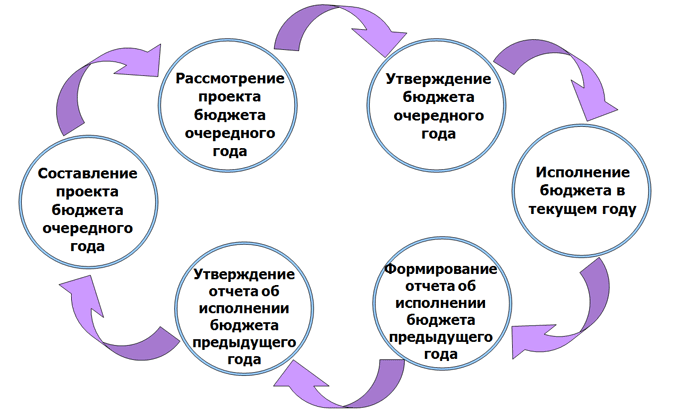 Рассмотрение
проекта
бюджета
очередного
года
Утверждение
бюджета
очередного
года
Исполнение
бюджета в
текущем году
Формирование
отчета об
исполнении
бюджета
предыдущего
года
Утверждение
отчета об
исполнении
бюджета
предыдущего
года
Составление
проекта
бюджета
очередного
года